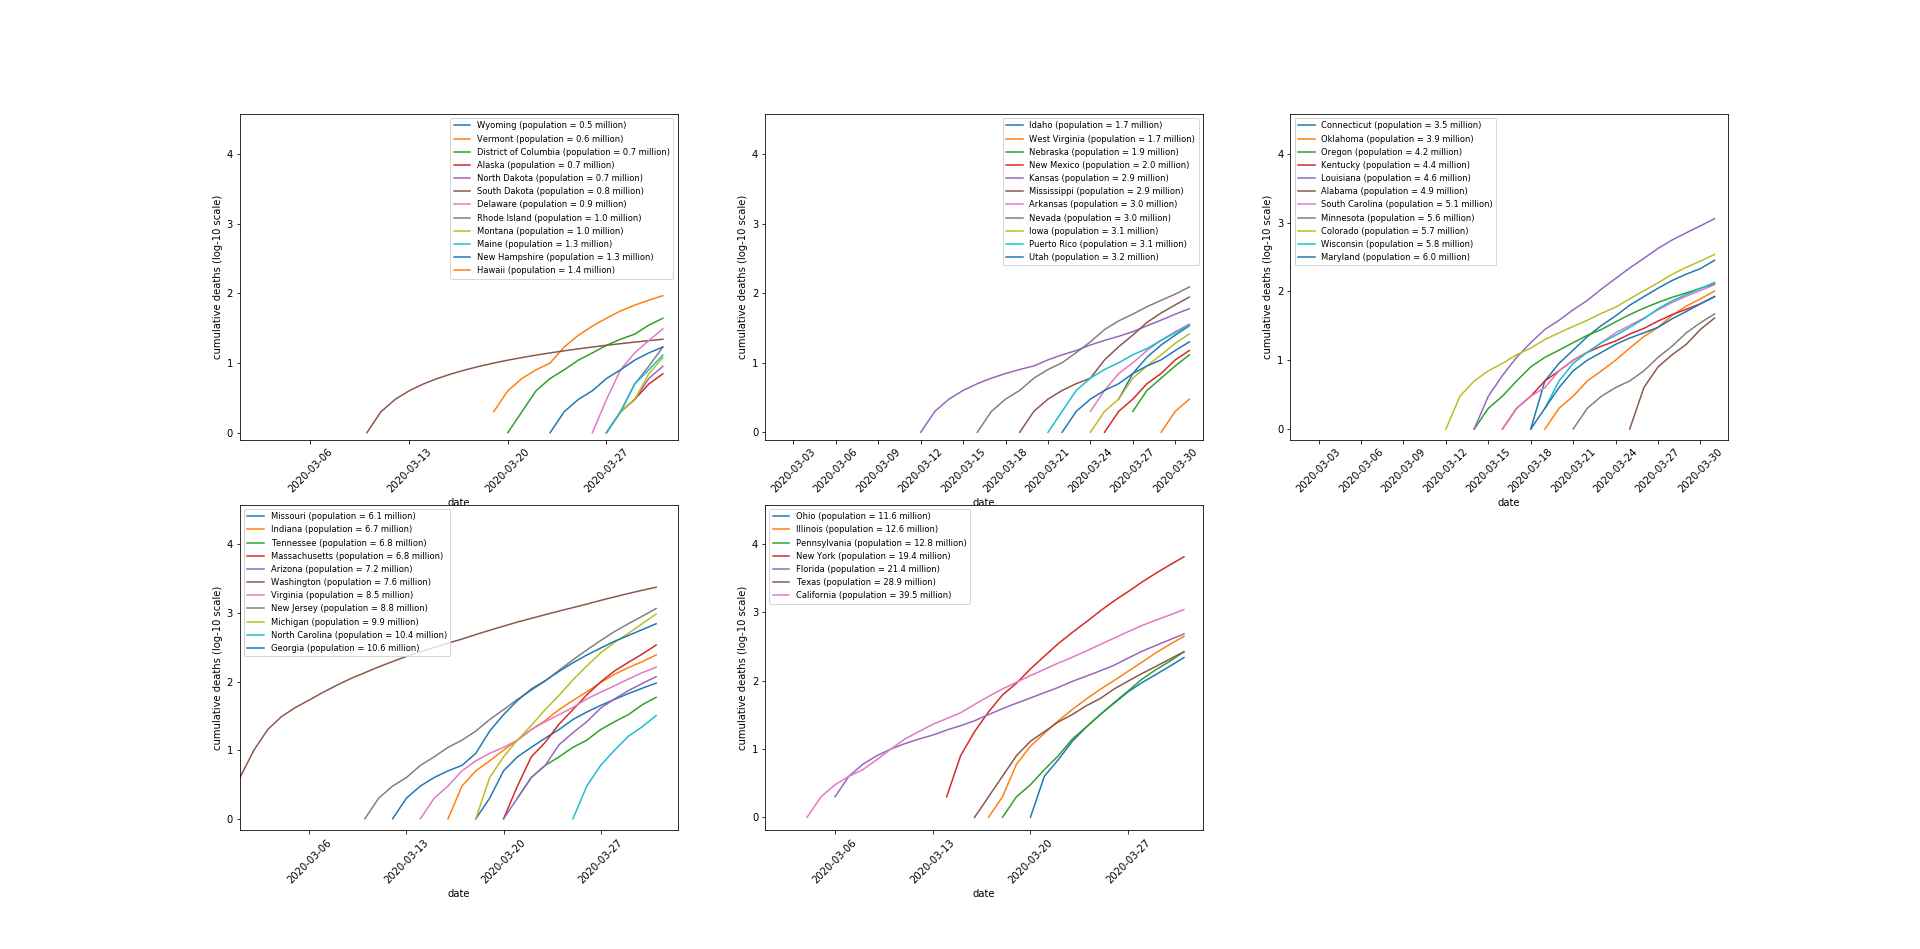 Wyoming (population = 0.5 million)
Vermont (population = 0.6 million)
District of Columbia (population = 0.7 million)
Alaska (population = 0.7 million)
North Dakota (population = 0.7 million)
South Dakota (population = 0.8 million)
Delaware (population = 0.9 million)
Rhode Island (population = 1.0 million)
Montana (population = 1.0 million)
Maine (population = 1.3 million)
New Hampshire (population = 1.3 million)
Hawaii (population = 1.4 million)
cumulative deaths (log-10 scale)
4
3
2
1
0
2020-03-06
2020-03-13
2020-03-20
2020-03-27
date
Idaho (population = 1.7 million)
West Virginia (population = 1.7 million)
Nebraska (population = 1.9 million)
New Mexico (population = 2.0 million)
Kansas (population = 2.9 million)
Mississippi (population = 2.9 million)
Arkansas (population = 3.0 million)
Nevada (population = 3.0 million)
Iowa (population = 3.1 million)
Puerto Rico (population = 3.1 million)
Utah (population = 3.2 million)
cumulative deaths (log-10 scale)
4
3
2
1
0
2020-03-03
2020-03-06
2020-03-09
2020-03-12
2020-03-15
2020-03-18
2020-03-21
2020-03-24
2020-03-27
2020-03-30
date
Connecticut (population = 3.5 million)
Oklahoma (population = 3.9 million)
Oregon (population = 4.2 million)
Kentucky (population = 4.4 million)
Louisiana (population = 4.6 million)
Alabama (population = 4.9 million)
South Carolina (population = 5.1 million)
Minnesota (population = 5.6 million)
Colorado (population = 5.7 million)
Wisconsin (population = 5.8 million)
Maryland (population = 6.0 million)
cumulative deaths (log-10 scale)
4
3
2
1
0
2020-03-03
2020-03-06
2020-03-09
2020-03-12
2020-03-15
2020-03-18
2020-03-21
2020-03-24
2020-03-27
2020-03-30
date
Missouri (population = 6.1 million)
Indiana (population = 6.7 million)
Tennessee (population = 6.8 million)
Massachusetts (population = 6.8 million)
Arizona (population = 7.2 million)
Washington (population = 7.6 million)
Virginia (population = 8.5 million)
New Jersey (population = 8.8 million)
Michigan (population = 9.9 million)
North Carolina (population = 10.4 million)
Georgia (population = 10.6 million)
cumulative deaths (log-10 scale)
4
3
2
1
0
2020-03-06
2020-03-13
2020-03-20
2020-03-27
date
Ohio (population = 11.6 million)
Illinois (population = 12.6 million)
Pennsylvania (population = 12.8 million)
New York (population = 19.4 million)
Florida (population = 21.4 million)
Texas (population = 28.9 million)
California (population = 39.5 million)
cumulative deaths (log-10 scale)
4
3
2
1
0
2020-03-06
2020-03-13
2020-03-20
2020-03-27
date